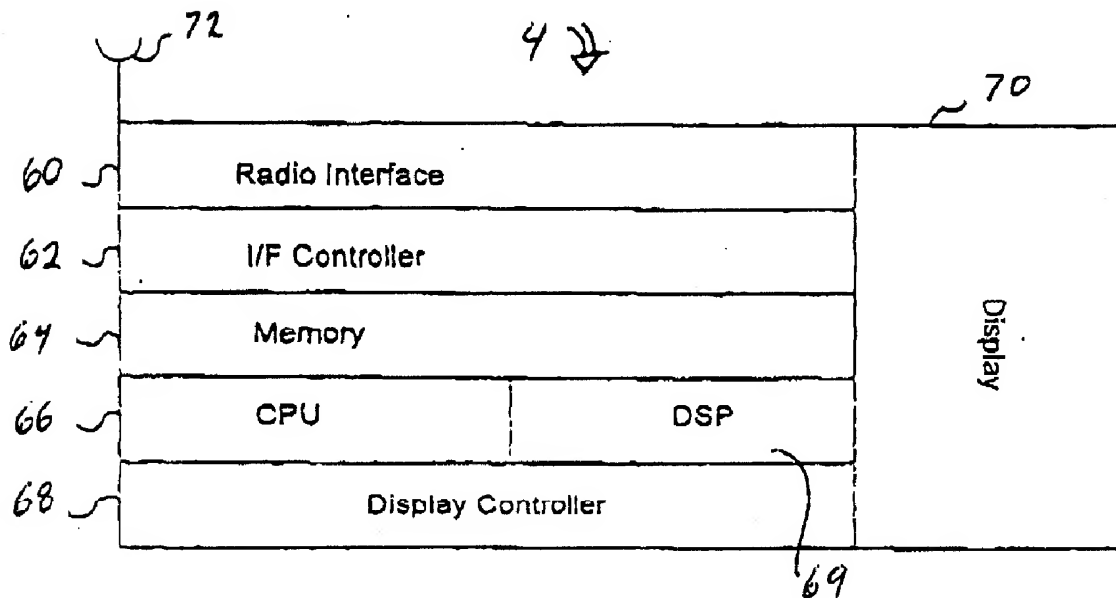 72
4
70
60
Radio Interface
62
I/F Controller
64
Memory
Display
66
CPU
DSP
68
Display Controller
69